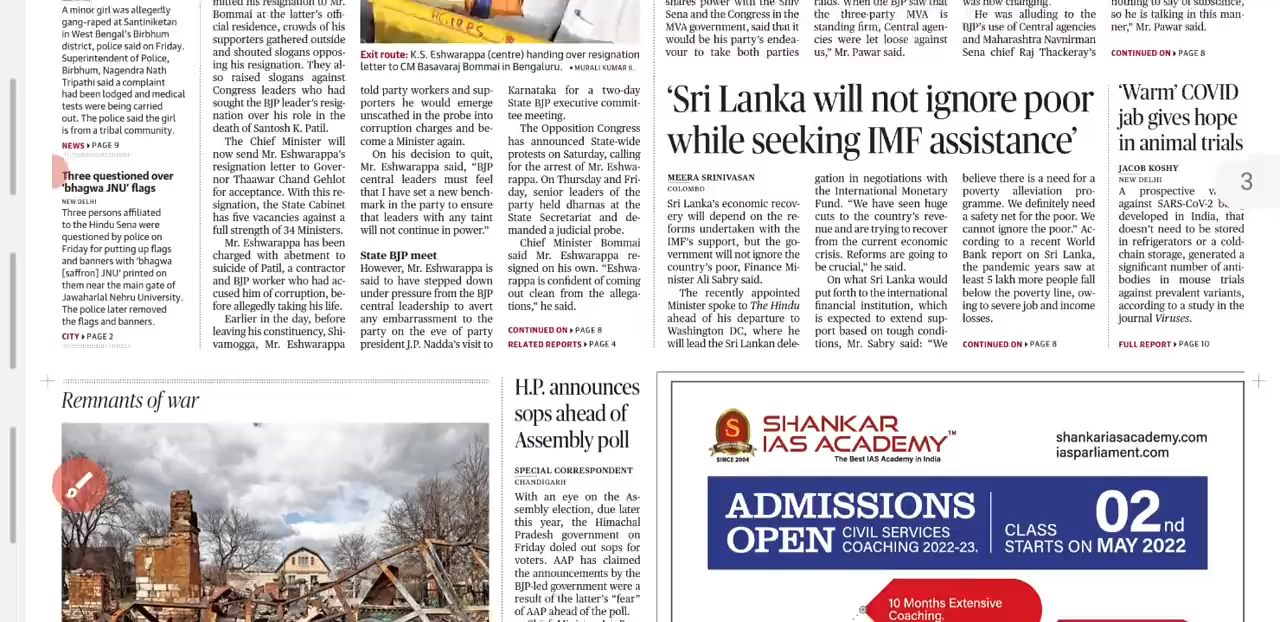 A minor girl was allegedly
gang-raped at Santiniketan
in West Bengal's Birbhum
district, police said on Friday.
Superintendent of Police,
Birbhum, Nagendra Nath
Tripathi said a complaint
had been lodged and medical
tests were being carried
out. The police said the girl
is from a tribal community.
NEWS PAGE 9
Three questioned over
'bhagwa JNU' flags
NEW DELHI
Three persons affiliated
to the Hindu Sena were
questioned by police on
Friday for putting up flags
and banners with 'bhagwa
[saffron] JNU' printed on
them near the main gate of
Jawaharlal Nehru University.
The police later removed
the flags and banners.
CITY PAGE 2
mitted his resignation to Mr.
Bommai at the latter's offi-
cial residence, crowds of his
supporters gathered outside
and shouted slogans oppos-
ing his resignation. They al-
so raised slogans against
Congress leaders who had
sought the BJP leader's resig-
nation over his role in the
death of Santosh K. Patil.
The Chief Minister will
now send Mr. Eshwarappa's
resignation letter to Gover-
nor Thaawar Chand Gehlot
for acceptance. With this re-
signation, the State Cabinet
has five vacancies against a
full strength of 34 Ministers.
Mr. Eshwarappa has been
charged with abetment to
suicide of Patil, a contractor
and BJP worker who had ac-
cused him of corruption, be-
fore allegedly taking his life.
Earlier in the day, before
leaving his constituency, Shi-
vamogga, Mr. Eshwarappa
Exit route: K.S. Eshwarappa (centre) handing over resignation
letter to CM Basavaraj Bommai in Bengaluru. • MURALI KUMAR K.
told party workers and sup-
porters he would emerge
unscathed in the probe into
corruption charges and be-
come a Minister again.
On his decision to quit,
Mr. Eshwarappa said, "BJP
central leaders must feel
that I have set a new bench-
mark in the party to ensure
that leaders with any taint
will not continue in power."
State BJP meet
However, Mr. Eshwarappa is
said to have stepped down
under pressure from the BJP
central leadership to avert
any embarrassment to the
party on the eve of party
president J.P. Nadda's visit to
Karnataka for a two-day
State BJP executive commit-
tee meeting.
The Opposition Congress
has announced State-wide
protests on Saturday, calling
for the arrest of Mr. Eshwa-
rappa. On Thursday and Fri-
day, senior leaders of the
party held dharnas at the
State Secretariat and de-
manded a judicial probe.
Chief Minister Bommai
said Mr. Eshwarappa re-
signed on his own. "Eshwa-
rappa is confident of coming
out clean from the allega-
tions," he said.
CONTINUED ON PAGE 8
RELATED REPORTS PAGE 4
shares power with the Shiv
Sena and the Congress in the
MVA government, said that it
would be his party's endea-
vour to take both parties
raids. When the BJP saw that
the three-party MVA is
standing firm, Central agen-
cies were let loose against
us," Mr. Pawar said.
was now changing.
He was alluding to the
BJP's use of Central agencies
and Maharashtra Navnirman
Sena chief Raj Thackeray's
nothing to say of substance,
so he is talking in this man-
ner," Mr. Pawar said.
CONTINUED ON PAGE 8
'Sri Lanka will not ignore poor
while seeking IMF assistance'
MEERA SRINIVASAN
COLOMBO
Sri Lanka's economic recov-
ery will depend on the re-
forms undertaken with the
IMF's support, but the go-
vernment will not ignore the
country's poor, Finance Mi-
nister Ali Sabry said.
The recently appointed
Minister spoke to The Hindu
ahead of his departure to
Washington DC, where he
will lead the Sri Lankan dele-
gation in negotiations with
the International Monetary
Fund. "We have seen huge
cuts to the country's reve-
nue and are trying to recover
from the current economic
crisis. Reforms are going to
be crucial," he said.
On what Sri Lanka would
put forth to the international
financial institution, which
is expected to extend sup-
port based on tough condi-
tions, Mr. Sabry said: "We
believe there is a need for a
poverty alleviation pro-
gramme. We definitely need
a safety net for the poor. We
cannot ignore the poor." Ac-
cording to a recent World
Bank report on Sri Lanka,
the pandemic years saw at
least 5 lakh more people fall
below the poverty line, ow-
ing to severe job and income
losses.
CONTINUED ON PAGE 8
'Warm' COVID
jab gives hope
in animal trials
JACOB KOSHY
NEW DELHI
A prospective
against SARS-CoV-2
developed in India, that
doesn't need to be stored
in refrigerators or a cold-
chain storage, generated a
significant number of anti-
bodies in mouse trials
against prevalent variants,
according to a study in the
journal Viruses.
FULL REPORT PAGE 10
3
Remnants of war
H.P. announces
sops ahead of
Assembly poll
SPECIAL CORRESPONDENT
CHANDIGARH
With an eye on the As-
sembly election, due later
this year, the Himachal
Pradesh government on
Friday doled out sops for
voters. AAP has claimed
the announcements by the
BJP-led government were a
result of the latter's "fear"
of AAP ahead of the poll.
S
SINCE 2004
SHANKAR
IAS ACADEMY™
The Best IAS Academy in India
shankariasacademy.com
iasparliament.com
ADMISSIONS
OPEN CIVIL SERVICES
COACHING 2022-23.
CLASS
STARTS ON 02nd
MAY 2022
10 Months Extensive
Coaching.